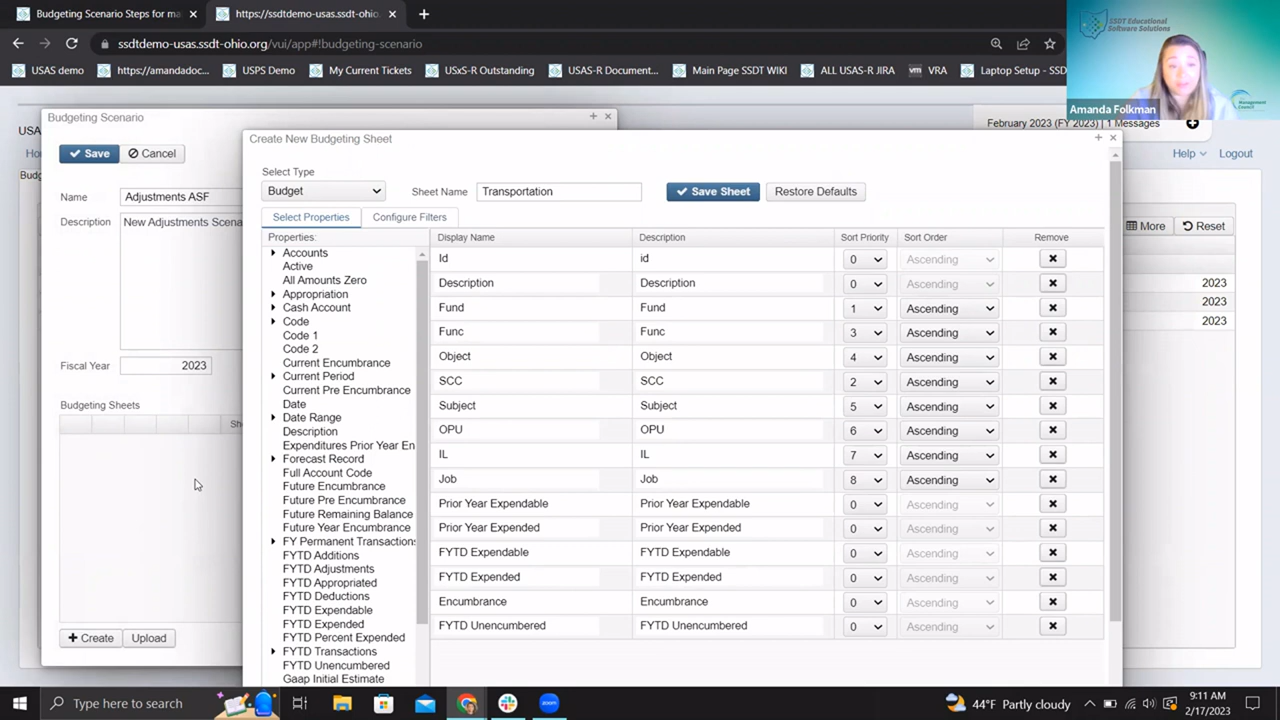 Budgeting Scenario Steps for ma
https://ssdtdemo-usas.ssdt-ohio.
ssdtdemo-usas.ssdt-ohio.org/vui/app#!budgeting-scenario
USAS demo
https://amandadoc...
USPS Demo
My Current Tickets
USxS Outstanding
USAS-R Document...
Main Page SSDT WIKI
ALL USAS-R JIRA
vm VRA
Laptop Setup - SSD
SSDT Educational
Software Solutions
Amanda Folkman
Management
Council
February 2023 (FY 2023) | 1 Messages
Help
Logout
More
Reset
2023
2023
2023
Budgeting Scenario
Save
Cancel
Name
Adjustments ASF
Description
New Adjustments Scena
Fiscal Year
2023
Budgeting Sheets
Create
Upload
Create New Budgeting Sheet
Select Type
Budget
Sheet Name
Transportation
Save Sheet
Restore Defaults
Select Properties
Configure Filters
Properties:
Accounts
Active
All Amounts Zero
Appropriation
Cash Account
Code
Code 1
Code 2
Current Encumbrance
Current Period
Current Pre Encumbrance
Date
Date Range
Description
Expenditures Prior Year En
Forecast Record
Full Account Code
Future Encumbrance
Future Pre Encumbrance
Future Remaining Balance
Future Year Encumbrance
FY Permanent Transactions
FYTD Additions
FYTD Adjustments
FYTD Appropriated
FYTD Deductions
FYTD Expendable
FYTD Expended
FYTD Percent Expended
FYTD Transactions
FYTD Unencumbered
Gaap Initial Estimate
Display Name Description Sort Priority Sort Order Remove
Id id 0 Ascending
Description Description 0 Ascending
Fund Fund 1 Ascending
Func Func 3 Ascending
Object Object 4 Ascending
SCC SCC 2 Ascending
Subject Subject 5 Ascending
OPU OPU 6 Ascending
IL IL 7 Ascending
Job Job 8 Ascending
Prior Year Expendable Prior Year Expendable 0 Ascending
Prior Year Expended Prior Year Expended 0 Ascending
FYTD Expendable FYTD Expendable 0 Ascending
FYTD Expended FYTD Expended 0 Ascending
Encumbrance Encumbrance 0 Ascending
FYTD Unencumbered FYTD Unencumbered 0 Ascending
Type here to search
zoom
44°F Partly cloudy
9:11 AM
2/17/2023